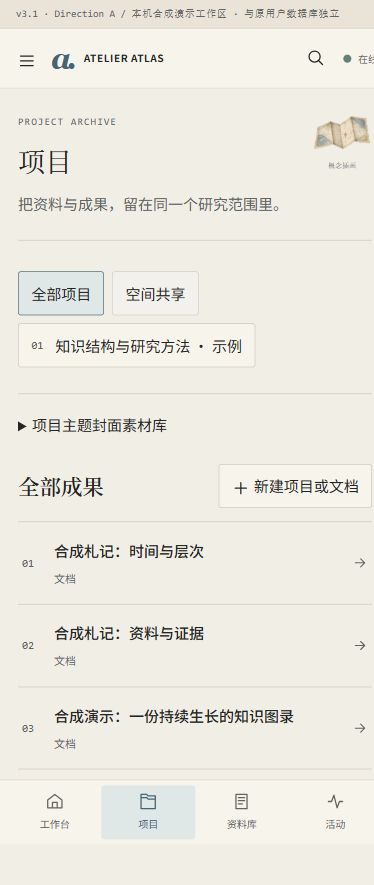 v3.1 · Direction A / 本机合成演示工作区 · 与原用户数据库独立
a. ATELIER ATLAS
在线
PROJECT ARCHIVE
项目
概念插画
把资料与成果，留在同一个研究范围里。
全部项目
空间共享
01 知识结构与研究方法 · 示例
▶ 项目主题封面素材库
全部成果
+ 新建项目或文档
01 合成札记：时间与层次
文档
02 合成札记：资料与证据
文档
03 合成演示：一份持续生长的知识图录
文档
工作台
项目
资料库
活动